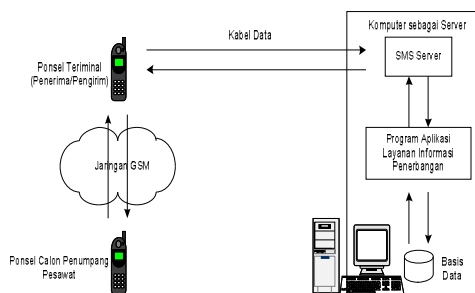 Komputer sebagai Server
Kabel Data
SMS Server
Ponsel Teriminal
(Penerima/Pengirim)
Program Aplikasi
Layanan Informasi
Penerbangan
Jaringan GSM
Ponsel Calon Penumpang
Pesawat
Basis
Data